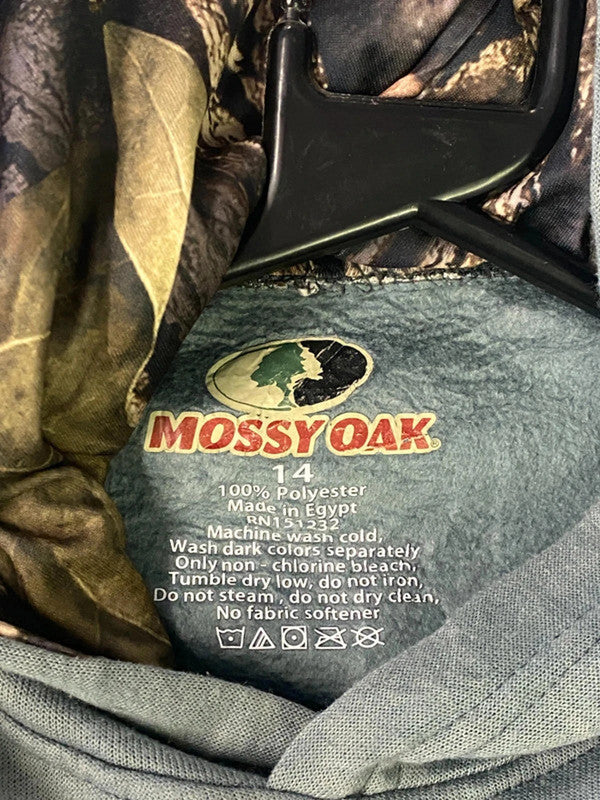 MOSSY OAK
14
100% Polyester
Made in Egypt
RN151232
Machine wash cold,
Wash dark colors separately
Only non - chlorine bleach,
Tumble dry low, do not iron,
Do not steam, do not dry clean,
No fabric softener